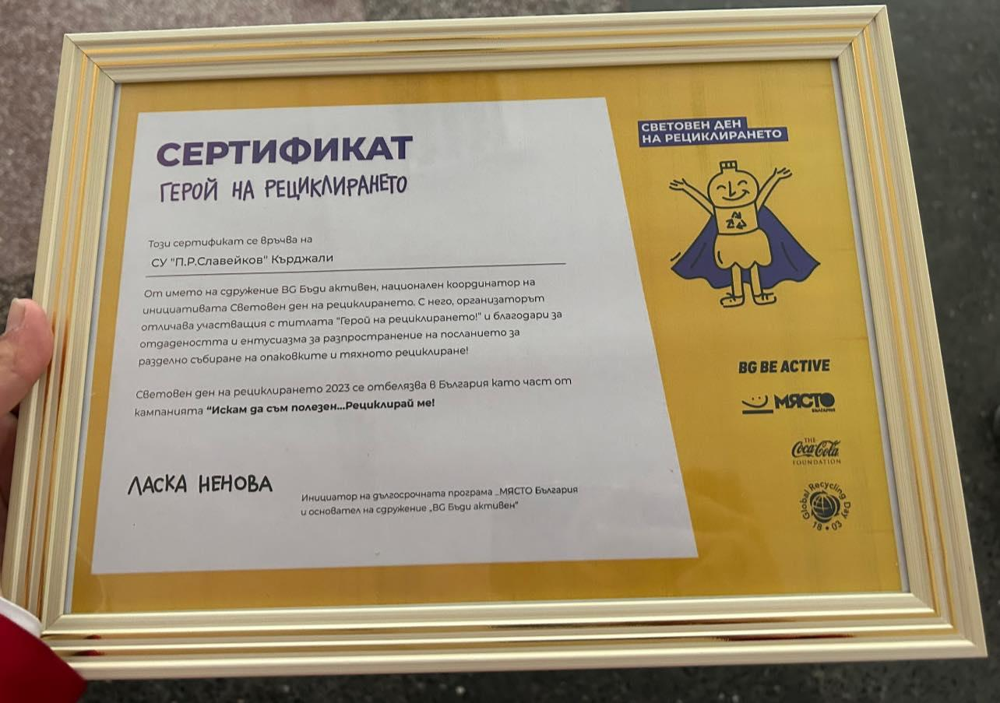 СЕРТИФИКАТ
ГЕРОЙ НА РЕЦИКЛИРАНЕТО
Този сертификат се връчва на
СУ "П.Р.Славейков" Кърджали
От името на сдружение BG Бъди активен, национален координатор на
инициативата Световен ден на рециклирането. С него, организаторът
отличава участващия с титлата "Герой на рециклирането!" и благодари за
отдадеността и ентусиазма за разпространение на посланието за
разделно събиране на опаковките и тяхното рециклиране!
Световен ден на рециклирането 2023 се отбелязва в България като част от
кампанията "Искам да съм полезен...Рециклирай ме!
ЛАСКА НЕНОВА
Инициатор на дългосрочната програма „МЯСТО България
и основател на сдружение „BG Бъди активен"
СВЕТОВЕН ДЕН
НА РЕЦИКЛИРАНЕТО
BG BE ACTIVE
МЯСТО
БЪЛГАРИЯ
THE
Coca-Cola
FOUNDATION
Global Recycling Day
18 • 03